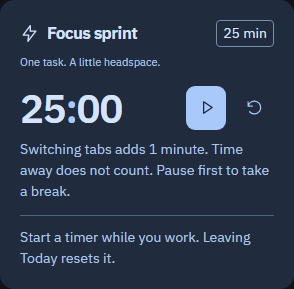 Focus sprint
25 min
One task. A little headspace.
25:00
Switching tabs adds 1 minute. Time
away does not count. Pause first to take
a break.
Start a timer while you work. Leaving
Today resets it.